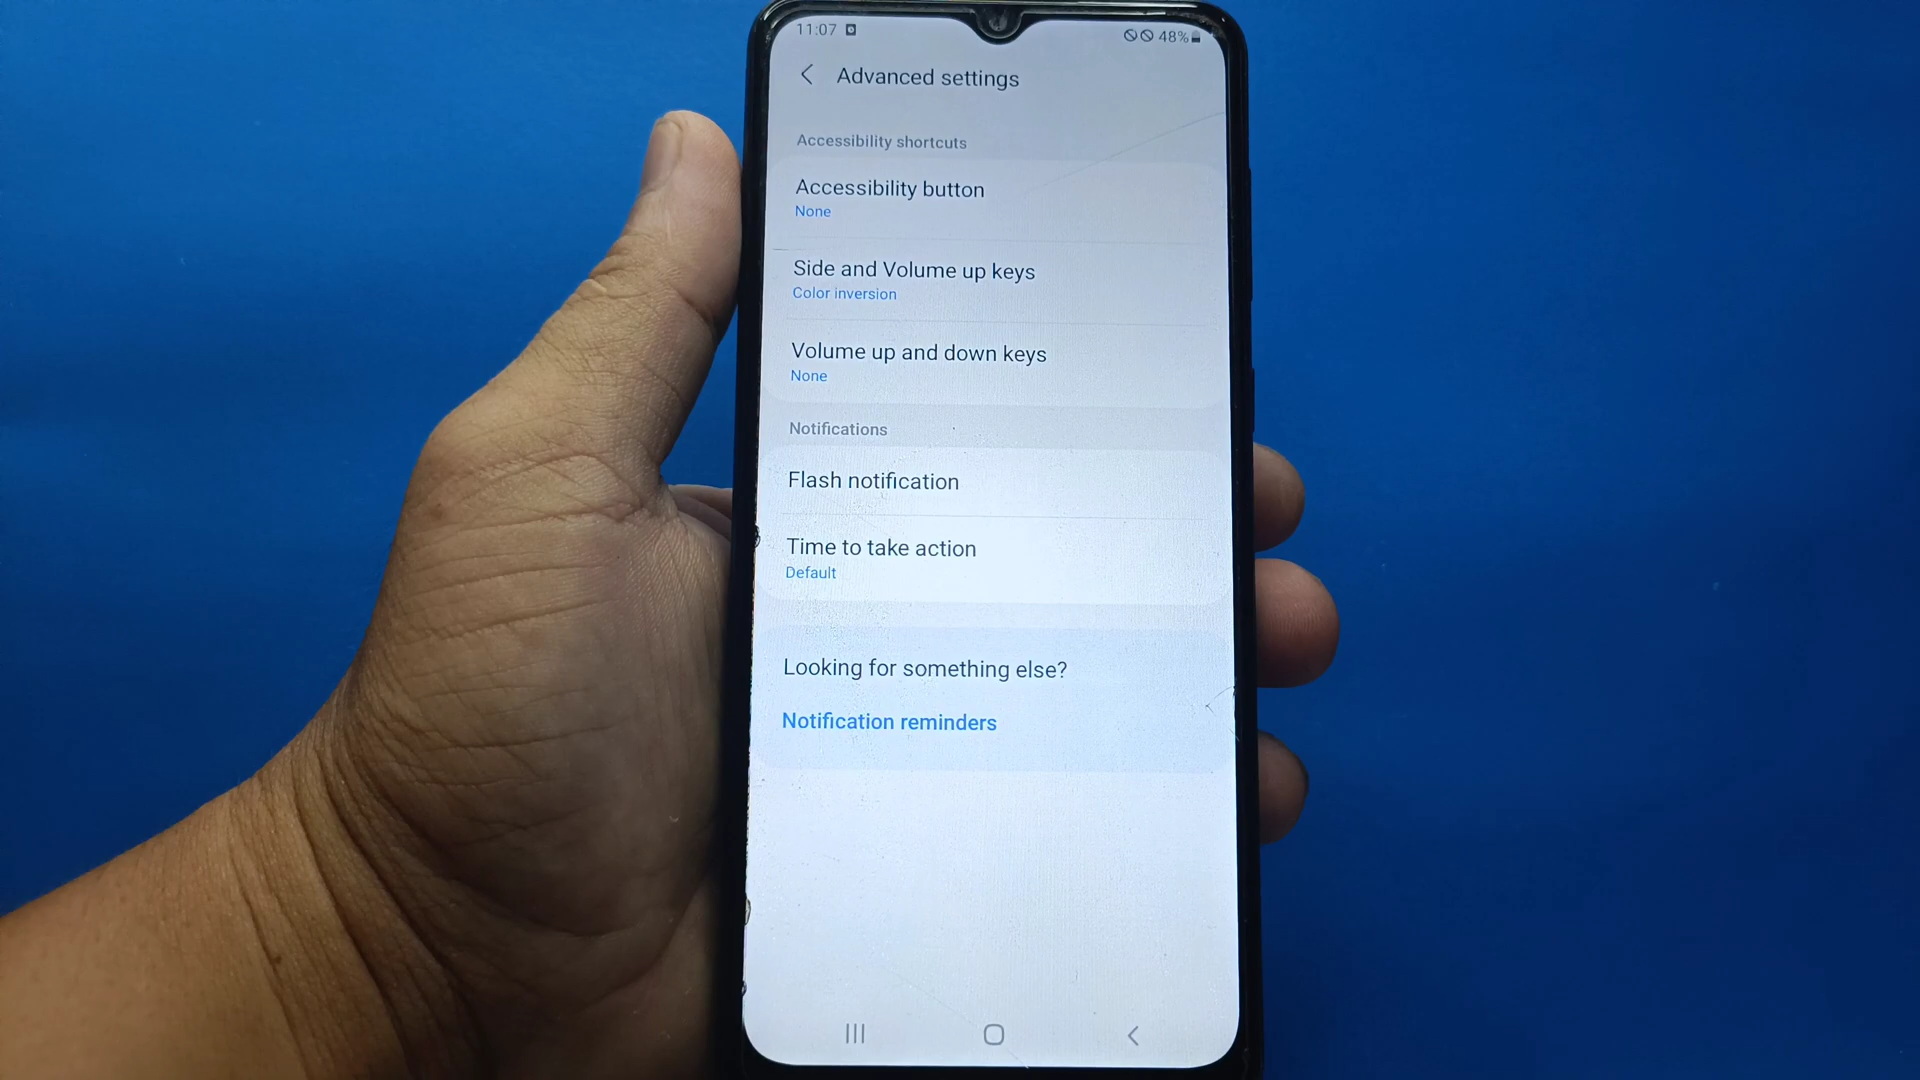 11:07 48%
Advanced settings
Accessibility shortcuts
Accessibility button
None
Side and Volume up keys
Color inversion
Volume up and down keys
None
Notifications
Flash notification
Time to take action
Default
Looking for something else?
Notification reminders